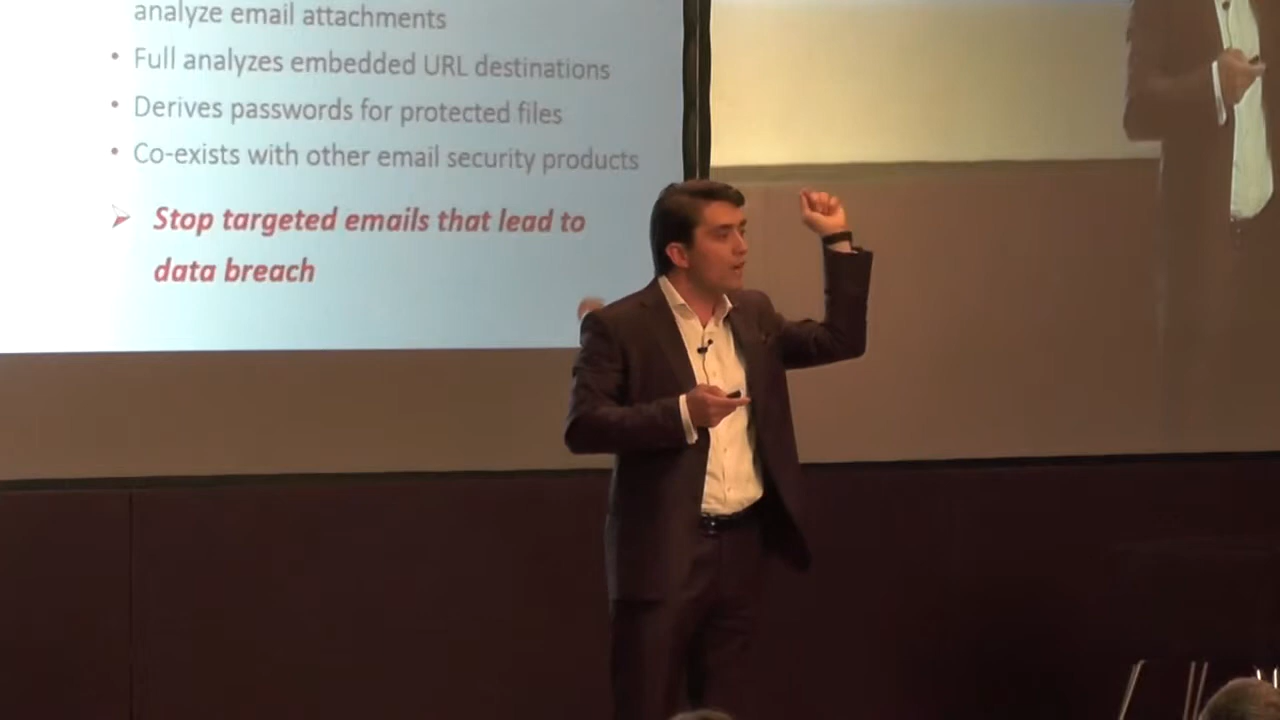 analyze email attachments
• Full analyzes embedded URL destinations
• Derives passwords for protected files
• Co-exists with other email security products
➢ Stop targeted emails that lead to
data breach